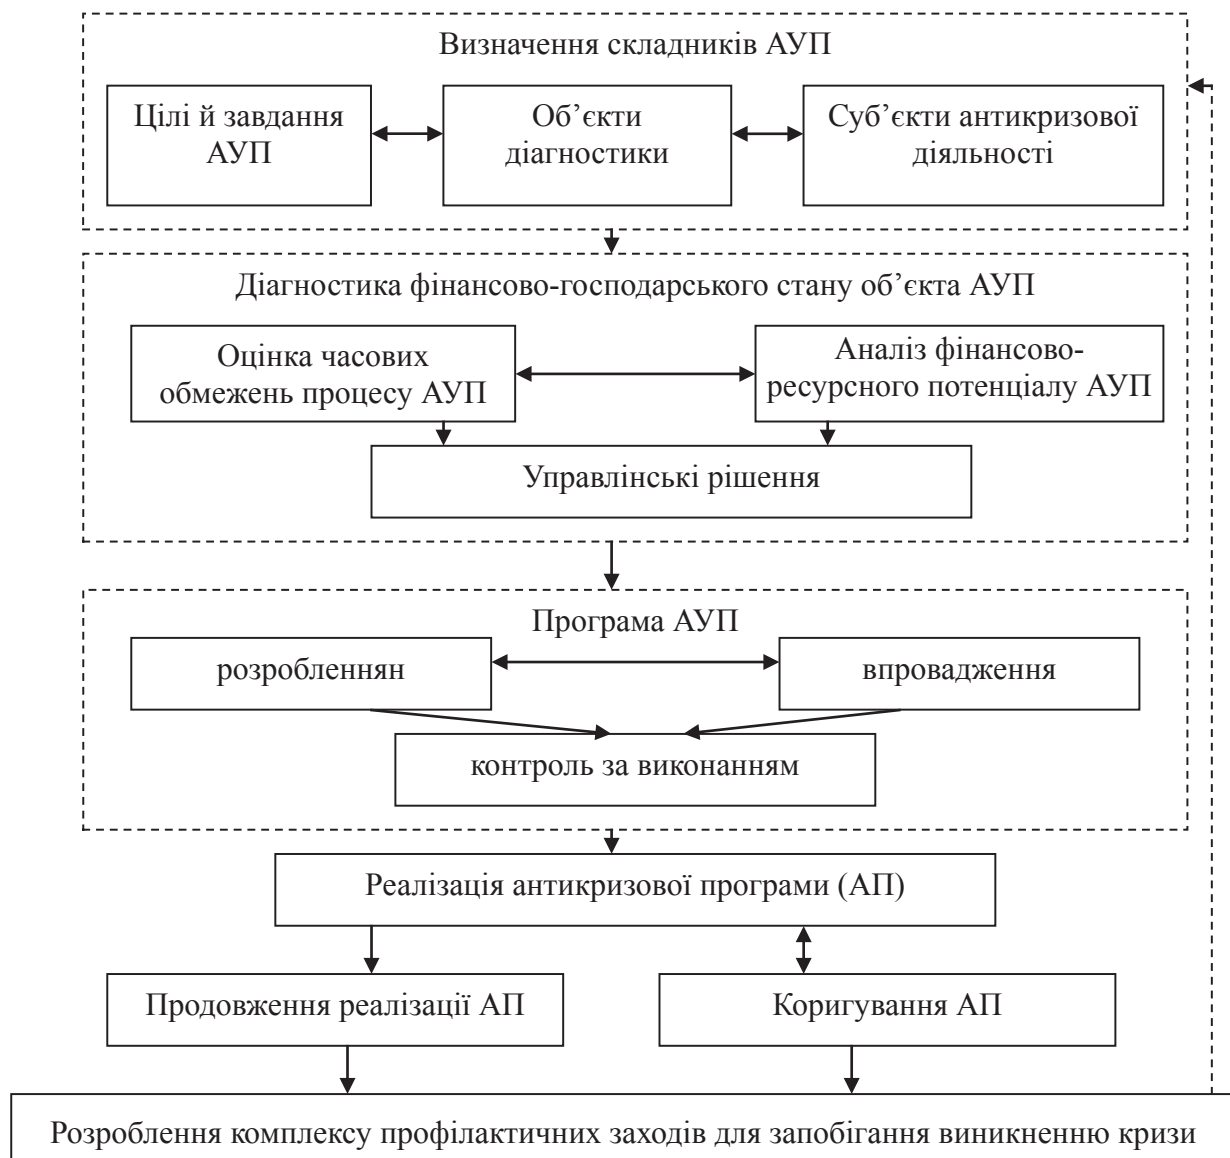 Визначення складників АУП
Цілі й завдання
АУП
Об’єкти
діагностики
Суб’єкти антикризової
діяльності
Діагностика фінансово-господарського стану об’єкта АУП
Оцінка часових
обмежень процесу АУП
Аналіз фінансово-
ресурсного потенціалу АУП
Управлінські рішення
Програма АУП
розробленнян
впровадження
контроль за виконанням
Реалізація антикризової програми (АП)
Продовження реалізації АП
Коригування АП
Розроблення комплексу профілактичних заходів для запобігання виникненню кризи